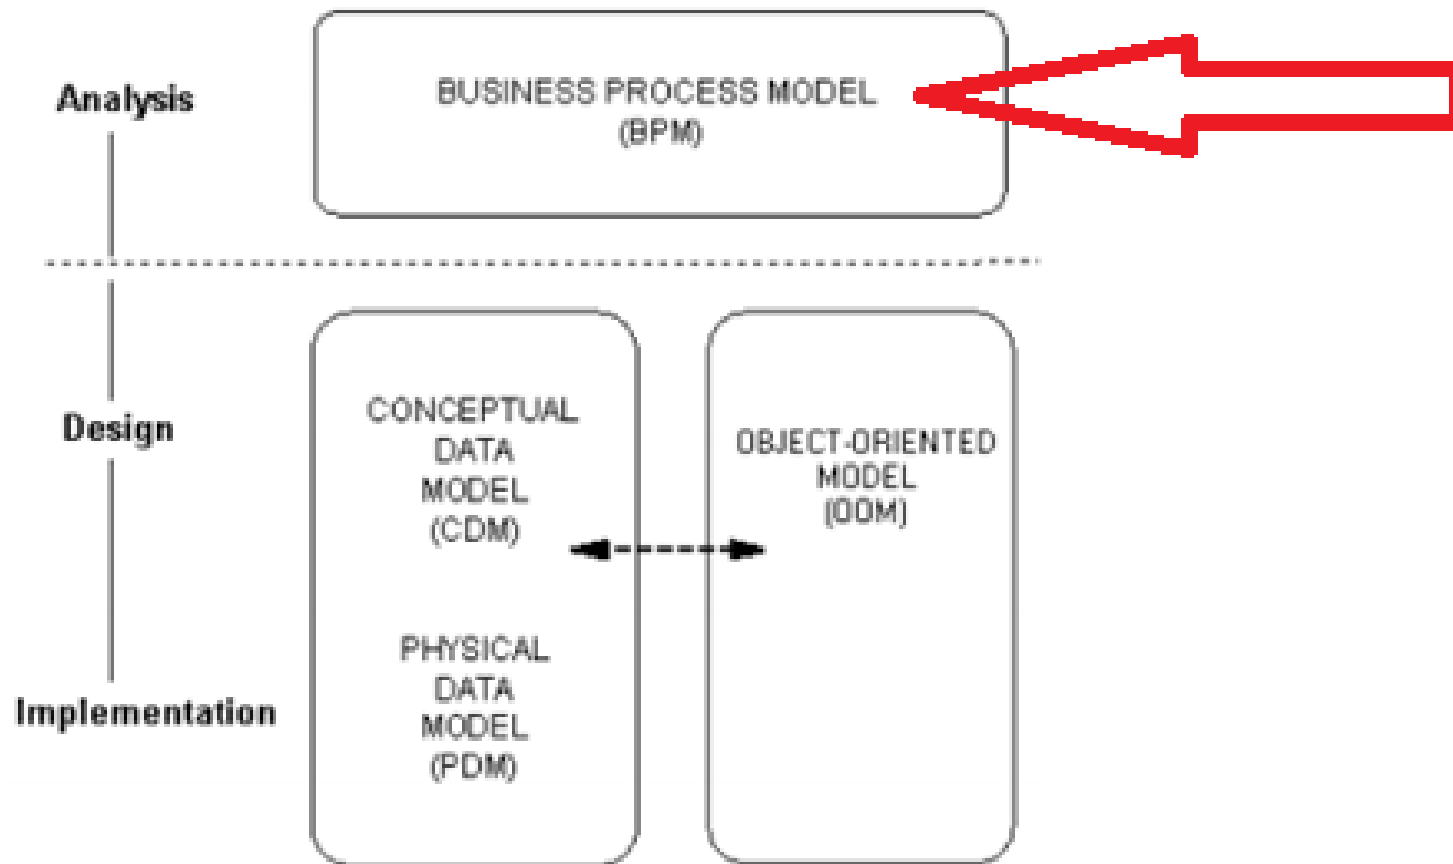 Analysis
BUSINESS PROCESS MODEL
(BPM)
Design
CONCEPTUAL
DATA
MODEL
(CDM)
OBJECT-ORIENTED
MODEL
(OOM)
Implementation
PHYSICAL
DATA
MODEL
(PDM)